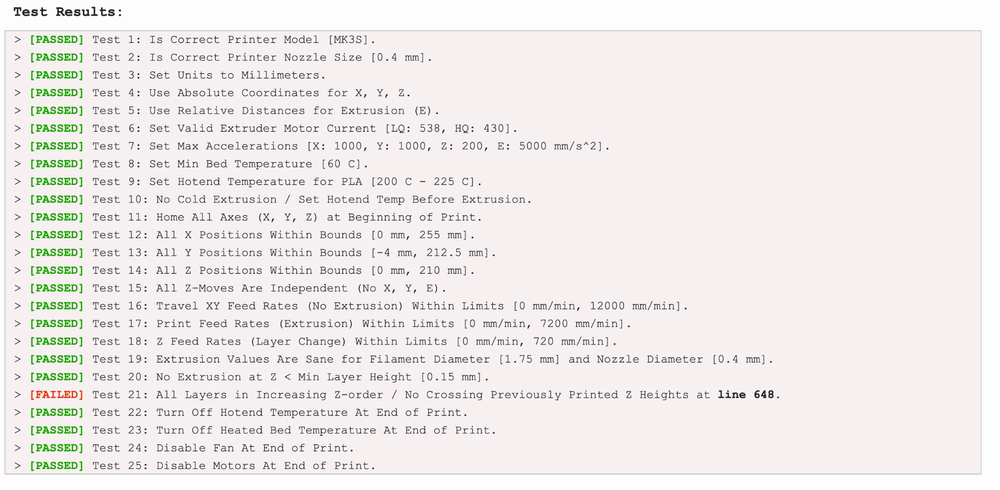 Test Results:
> [PASSED] Test 1: Is Correct Printer Model [MK3S].
> [PASSED] Test 2: Is Correct Printer Nozzle Size [0.4 mm].
> [PASSED] Test 3: Set Units to Millimeters.
> [PASSED] Test 4: Use Absolute Coordinates for X, Y, Z.
> [PASSED] Test 5: Use Relative Distances for Extrusion (E).
> [PASSED] Test 6: Set Valid Extruder Motor Current [LQ: 538, HQ: 430].
> [PASSED] Test 7: Set Max Accelerations [X: 1000, Y: 1000, Z: 200, E: 5000 mm/s^2].
> [PASSED] Test 8: Set Min Bed Temperature [60 C].
> [PASSED] Test 9: Set Hotend Temperature for PLA [200 C - 225 C].
> [PASSED] Test 10: No Cold Extrusion / Set Hotend Temp Before Extrusion.
> [PASSED] Test 11: Home All Axes (X, Y, Z) at Beginning of Print.
> [PASSED] Test 12: All X Positions Within Bounds [0 mm, 255 mm].
> [PASSED] Test 13: All Y Positions Within Bounds [-4 mm, 212.5 mm].
> [PASSED] Test 14: All Z Positions Within Bounds [0 mm, 210 mm].
> [PASSED] Test 15: All Z-Moves Are Independent (No X, Y, E).
> [PASSED] Test 16: Travel XY Feed Rates (No Extrusion) Within Limits [0 mm/min, 12000 mm/min].
> [PASSED] Test 17: Print Feed Rates (Extrusion) Within Limits [0 mm/min, 7200 mm/min].
> [PASSED] Test 18: Z Feed Rates (Layer Change) Within Limits [0 mm/min, 720 mm/min].
> [PASSED] Test 19: Extrusion Values Are Sane for Filament Diameter [1.75 mm] and Nozzle Diameter [0.4 mm].
> [PASSED] Test 20: No Extrusion at Z < Min Layer Height [0.15 mm].
> [FAILED] Test 21: All Layers in Increasing Z-order / No Crossing Previously Printed Z Heights at line 648.
> [PASSED] Test 22: Turn Off Hotend Temperature At End of Print.
> [PASSED] Test 23: Turn Off Heated Bed Temperature At End of Print.
> [PASSED] Test 24: Disable Fan At End of Print.
> [PASSED] Test 25: Disable Motors At End of Print.